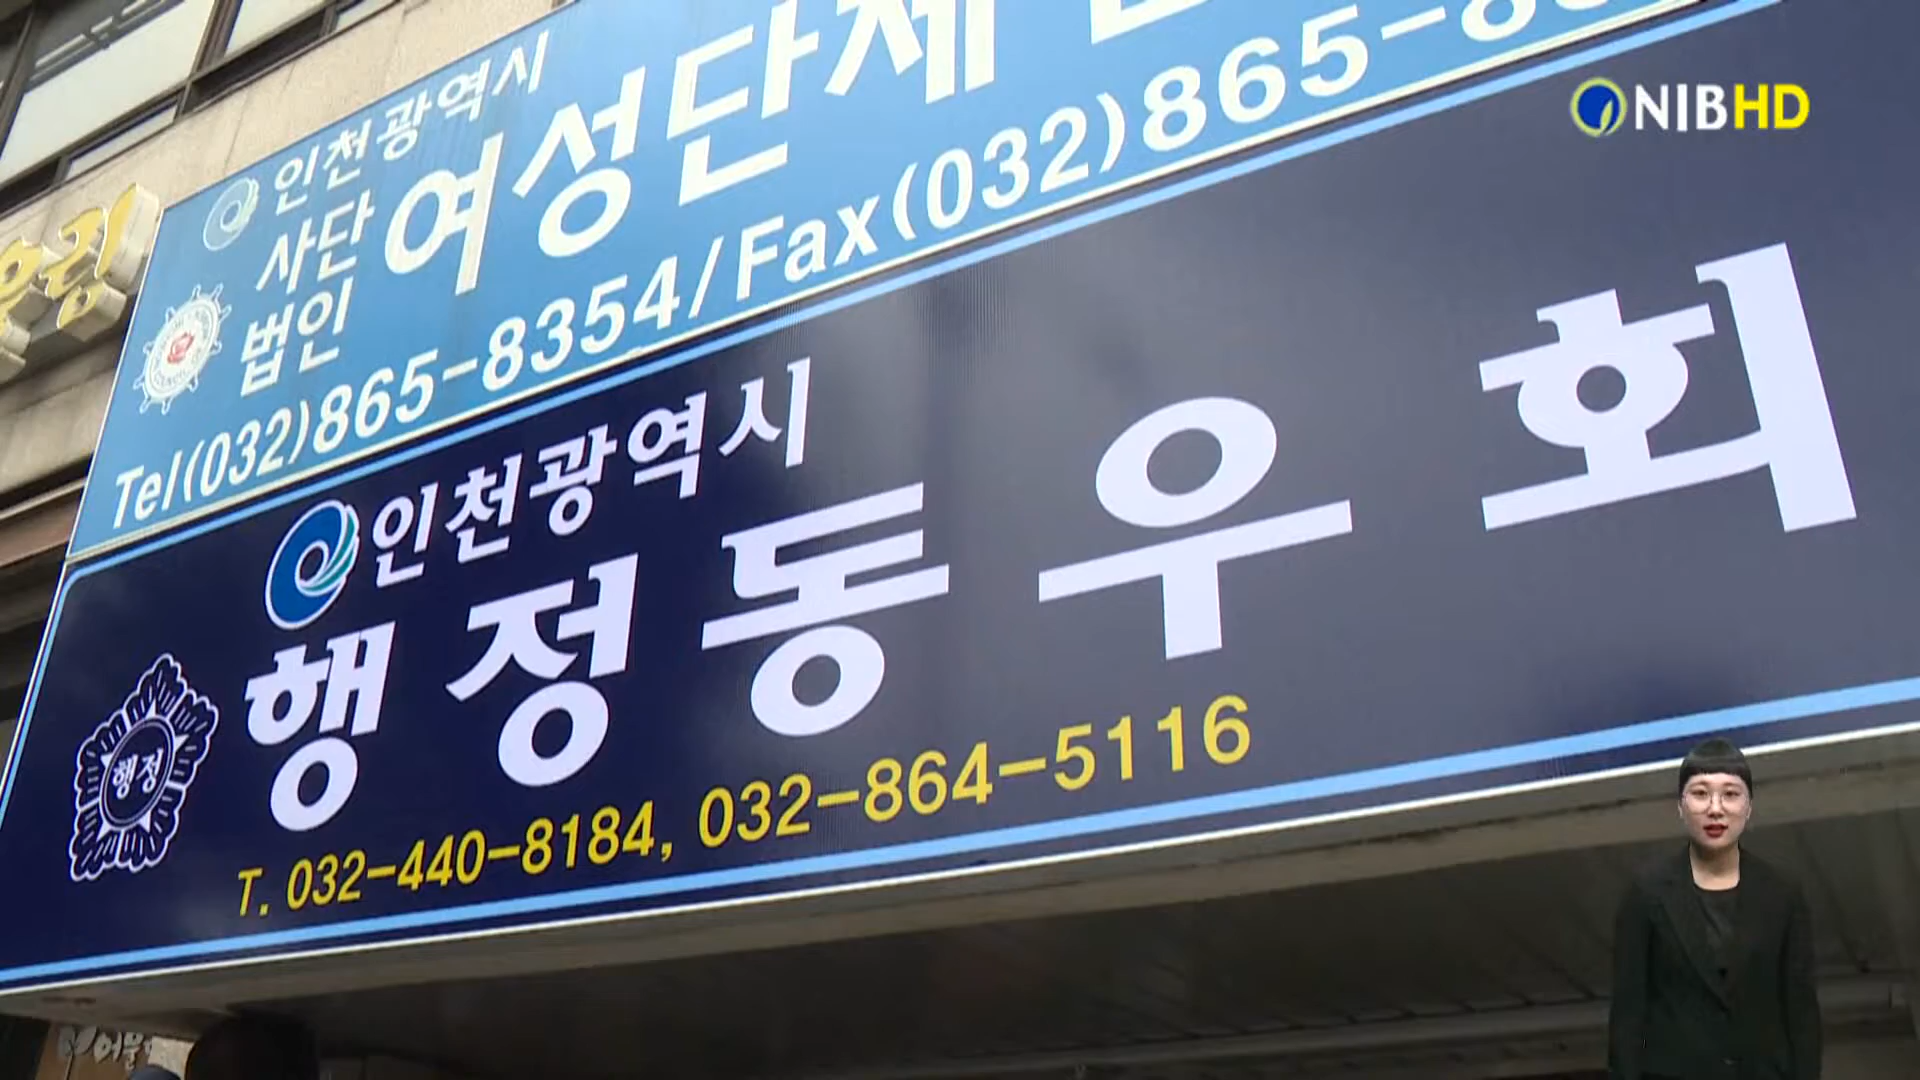 NIBHD
인천광역시
사단법인 여성단체
Tel(032)865-8354/Fax(032)865-8
인천광역시
행정동우회
행정
T. 032-440-8184, 032-864-5116